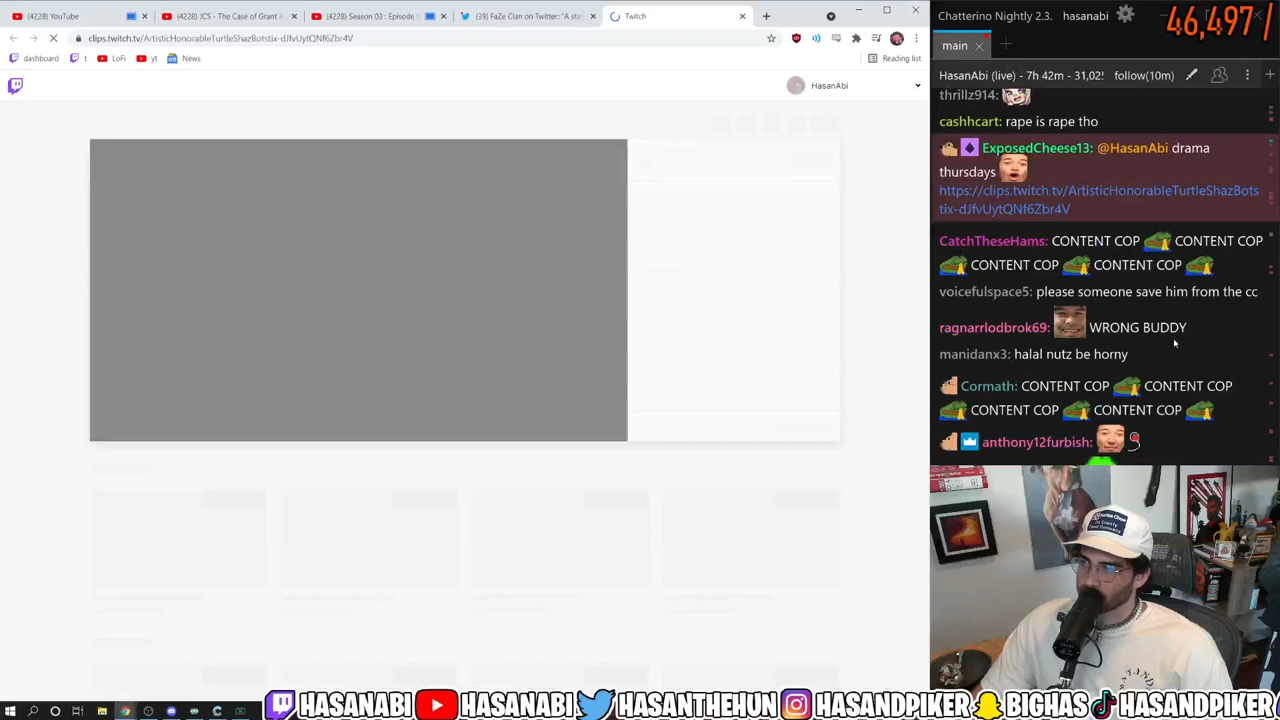 (4228) YouTube
(4228) JCS - The Case of Grant A
(4228) Season 03 : Episode (
(39) FaZe Clan on Twitter: "A sta
Twitch
clips.twitch.tv/ArtisticHonorableTurtleShazBotstix-dJfvUytQNf6Zbr4V
dashboard
t
LoFi
yt
News
Reading list
HasanAbi
Chatterino Nightly 2.3.
hasanabi
46,497 /
main
HasanAbi (live) - 7h 42m - 31,02
follow(10m)
thrillz914:
cashhcart: rape is rape tho
ExposedCheese13: @HasanAbi drama
thursdays
https://clips.twitch.tv/ArtisticHonorableTurtleShazBots
tix-dJfvUytQNf6Zbr4V
CatchTheseHams: CONTENT COP CONTENT COP
CONTENT COP CONTENT COP
voicefulspace5: please someone save him from the cc
ragnarrlodbrok69: WRONG BUDDY
manidanx3: halal nutz be horny
Cormath: CONTENT COP CONTENT COP
CONTENT COP CONTENT COP
anthony12furbish:
HASANABI HASANABI HASANTHEHUN HASANDPIKER BIGHAS HASANDPIKER